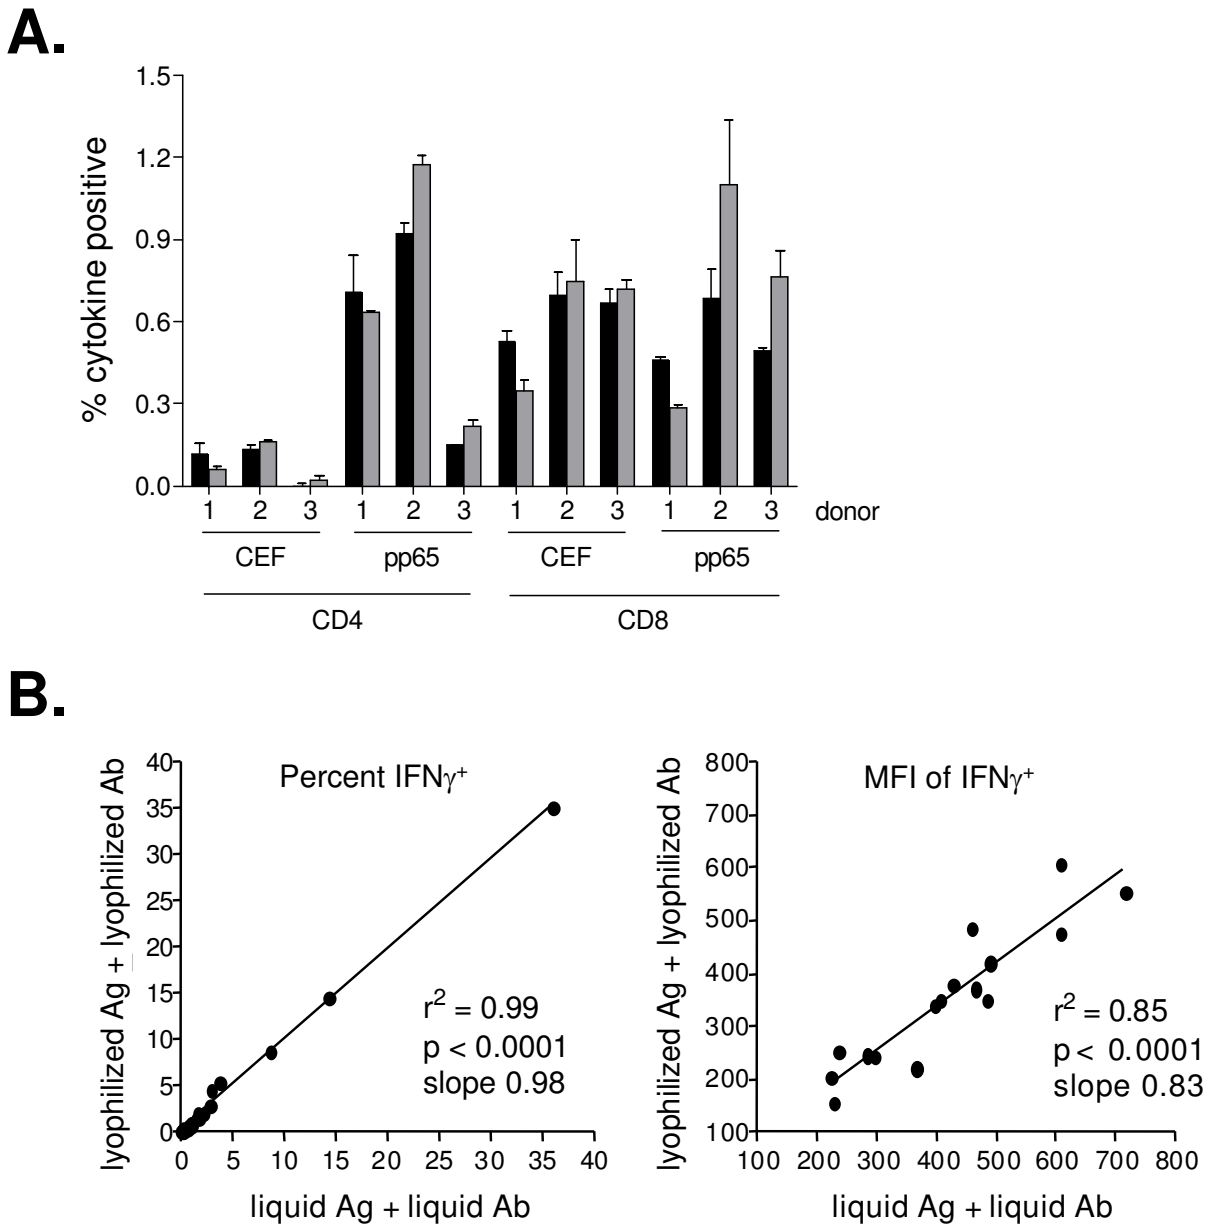 A.
% cytokine positive
1.5
1.2
0.9
0.6
0.3
0.0
1 2 3 1 2 3 1 2 3 1 2 3 donor
CEF pp65 CEF pp65
CD4 CD8
B.
lyophilized Ag + lyophilized Ab
Percent IFNγ+
40
35
30
25
20
15
10
5
0
r2 = 0.99
p < 0.0001
slope 0.98
0 5 10 15 20 25 30 35 40
liquid Ag + liquid Ab
lyophilized Ag + lyophilized Ab
MFI of IFNγ+
800
700
600
500
400
300
200
100
r2 = 0.85
p < 0.0001
slope 0.83
100 200 300 400 500 600 700 800
liquid Ag + liquid Ab